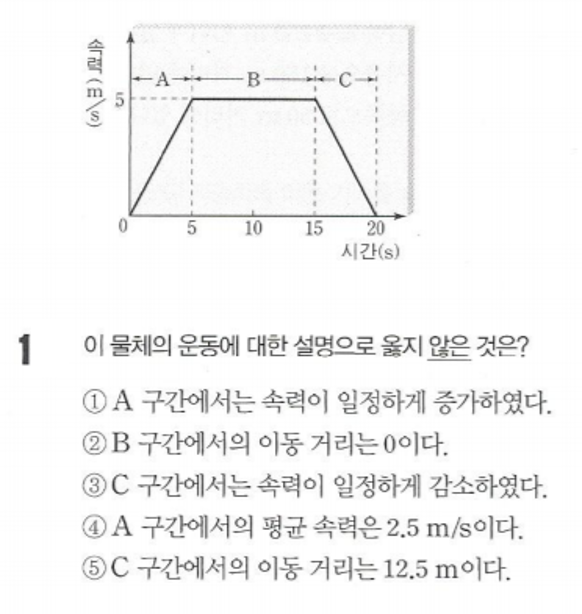 속력(m/s)
A B C
5
0 5 10 15 20
시간(s)
1 이 물체의 운동에 대한 설명으로 옳지 않은 것은?
① A 구간에서는 속력이 일정하게 증가하였다.
② B 구간에서의 이동 거리는 0이다.
③ C 구간에서는 속력이 일정하게 감소하였다.
④ A 구간에서의 평균 속력은 2.5 m/s이다.
⑤ C 구간에서의 이동 거리는 12.5 m이다.